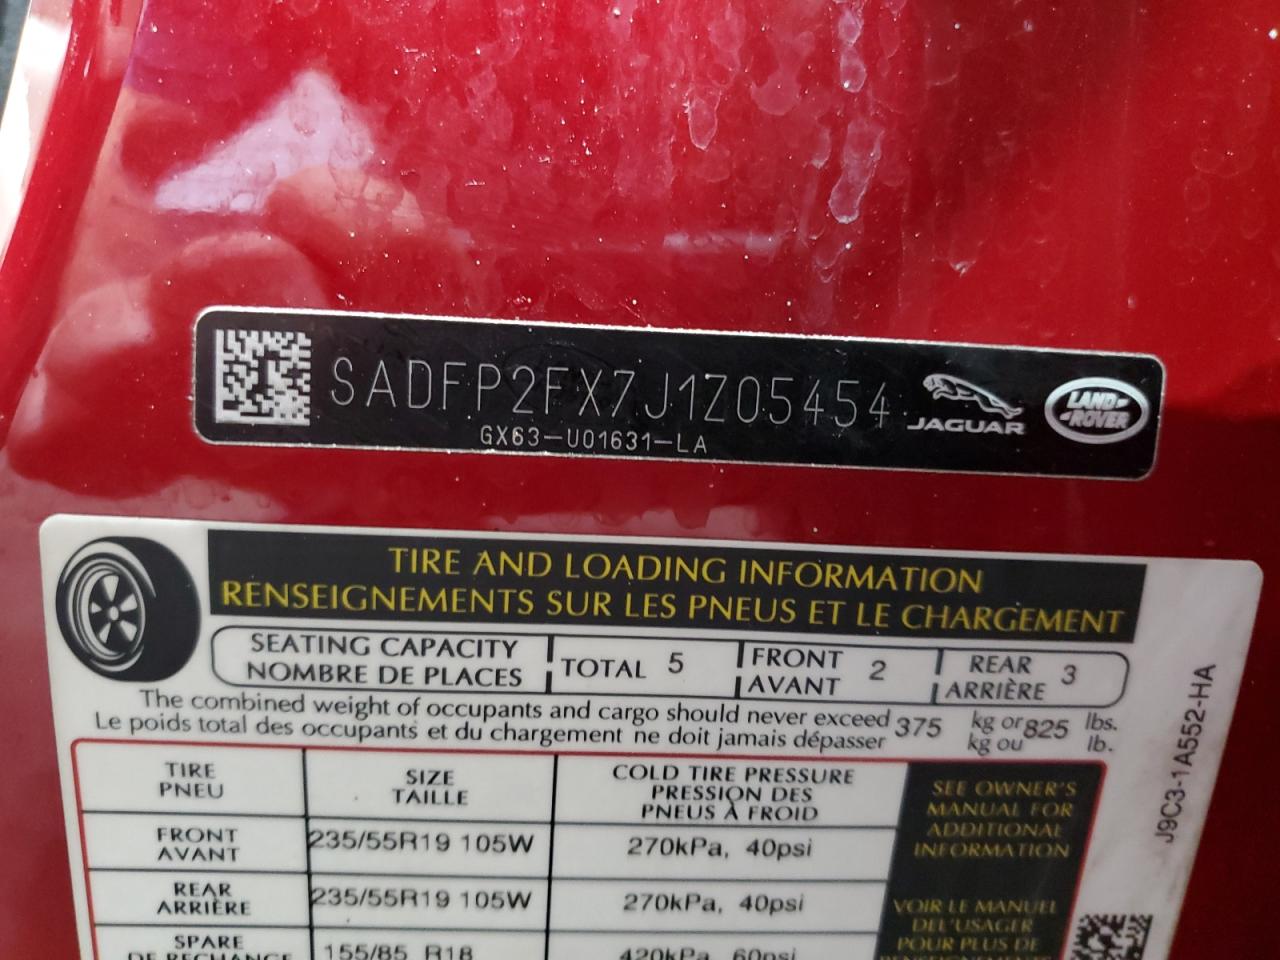 SADFP2FX7J1Z05454
JAGUAR
LAND-
-ROVER
GX63-U01631-LA
TIRE AND LOADING INFORMATION
RENSEIGNEMENTS SUR LES PNEUS ET LE CHARGEMENT
SEATING CAPACITY
NOMBRE DE PLACES
TOTAL 5
FRONT
AVANT 2
REAR
ARRIÈRE 3
The combined weight of occupants and cargo should never exceed 375 kg or 825 lbs.
Le poids total des occupants et du chargement ne doit jamais dépasser kg ou lb.
TIRE
PNEU
SIZE
TAILLE
COLD TIRE PRESSURE
PRESSION DES
PNEUS À FROID
FRONT
AVANT
235/55R19 105W
270kPa, 40psi
REAR
ARRIÈRE
235/55R19 105W
270kPa, 40psi
SPARE
DE RECHANGE
155/85 R18
420kPa 60psi
SEE OWNER'S
MANUAL FOR
ADDITIONAL
INFORMATION
VOIR LE MANUEL
DEL'USAGER
POUR PLUS DE
RENSEIGNEMENTS
J9C3-1A552-HA